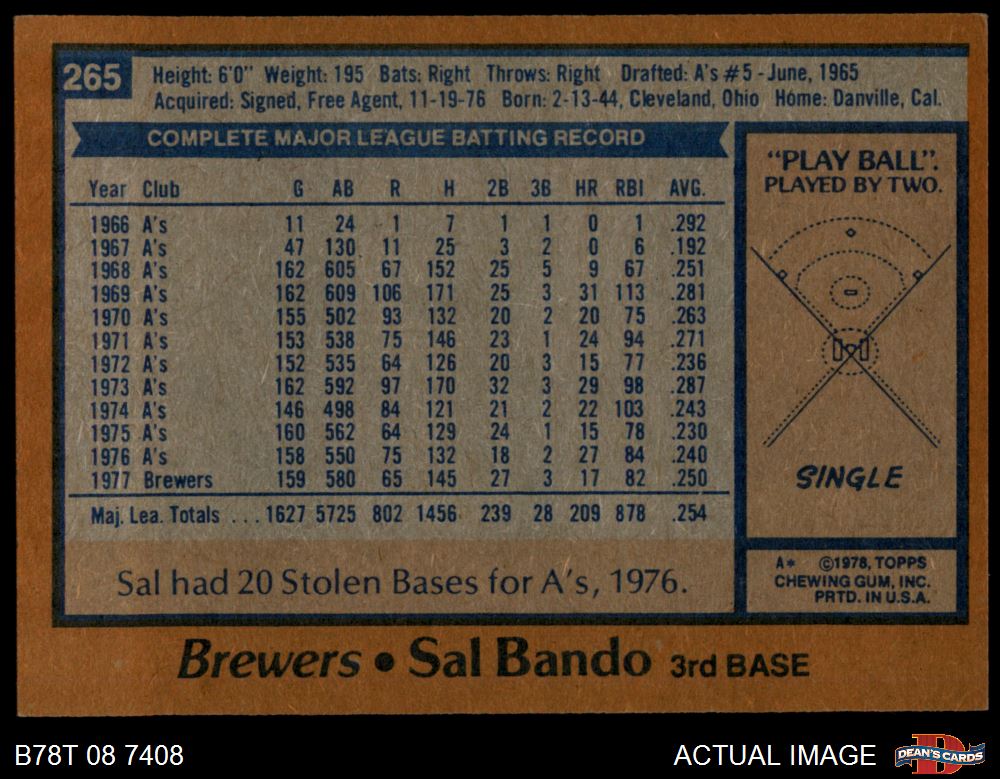 265
Height: 6'0" Weight: 195 Bats: Right Throws: Right Drafted: A's #5 - June, 1965
Acquired: Signed, Free Agent, 11-19-76 Born: 2-13-44, Cleveland, Ohio Home: Danville, Cal.
COMPLETE MAJOR LEAGUE BATTING RECORD
Year Club G AB R H 2B 3B HR RBI AVG.
1966 A's 11 24 1 7 1 1 0 1 .292
1967 A's 47 130 11 25 3 2 0 6 .192
1968 A's 162 605 67 152 25 5 9 67 .251
1969 A's 162 609 106 171 25 3 31 113 .281
1970 A's 155 502 93 132 20 2 20 75 .263
1971 A's 153 538 75 146 23 1 24 94 .271
1972 A's 152 535 64 126 20 3 15 77 .236
1973 A's 162 592 97 170 32 3 29 98 .287
1974 A's 146 498 84 121 21 2 22 103 .243
1975 A's 160 562 64 129 24 1 15 78 .230
1976 A's 158 550 75 132 18 2 27 84 .240
1977 Brewers 159 580 65 145 27 3 17 82 .250
Maj. Lea. Totals ... 1627 5725 802 1456 239 28 209 878 .254
Sal had 20 Stolen Bases for A's, 1976.
"PLAY BALL".
PLAYED BY TWO.
SINGLE
A* ©1978, TOPPS
CHEWING GUM, INC.
PRTD. IN U.S.A.
Brewers • Sal Bando 3rd BASE
B78T 08 7408
ACTUAL IMAGE
D
DEAN'S CARDS